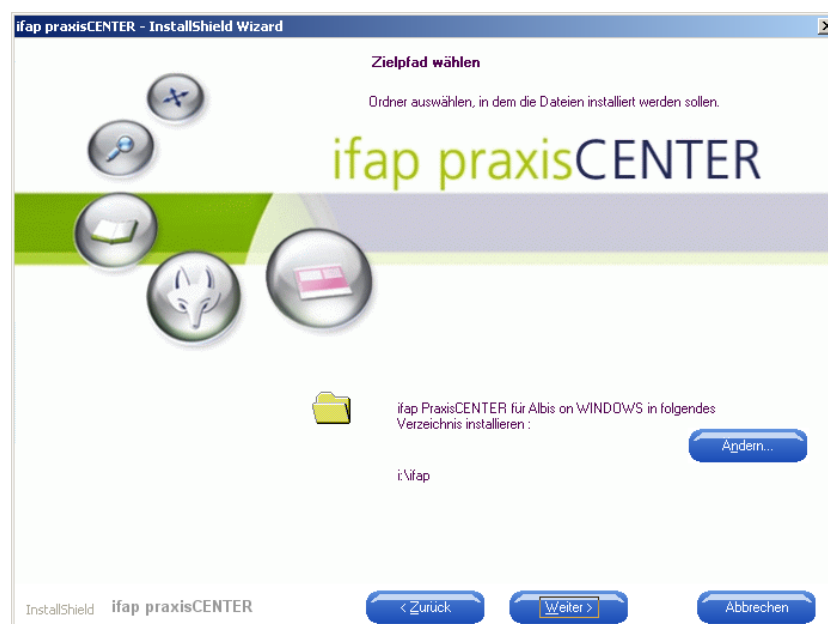 ifap praxisCENTER - InstallShield Wizard
Zielpfad wählen
Ordner auswählen, in dem die Dateien installiert werden sollen.
ifap praxisCENTER
ifap PraxisCENTER für Albis on WINDOWS in folgendes
Verzeichnis installieren :
Ändern...
i:\ifap
InstallShield
ifap praxisCENTER
< Zurück
Weiter >
Abbrechen